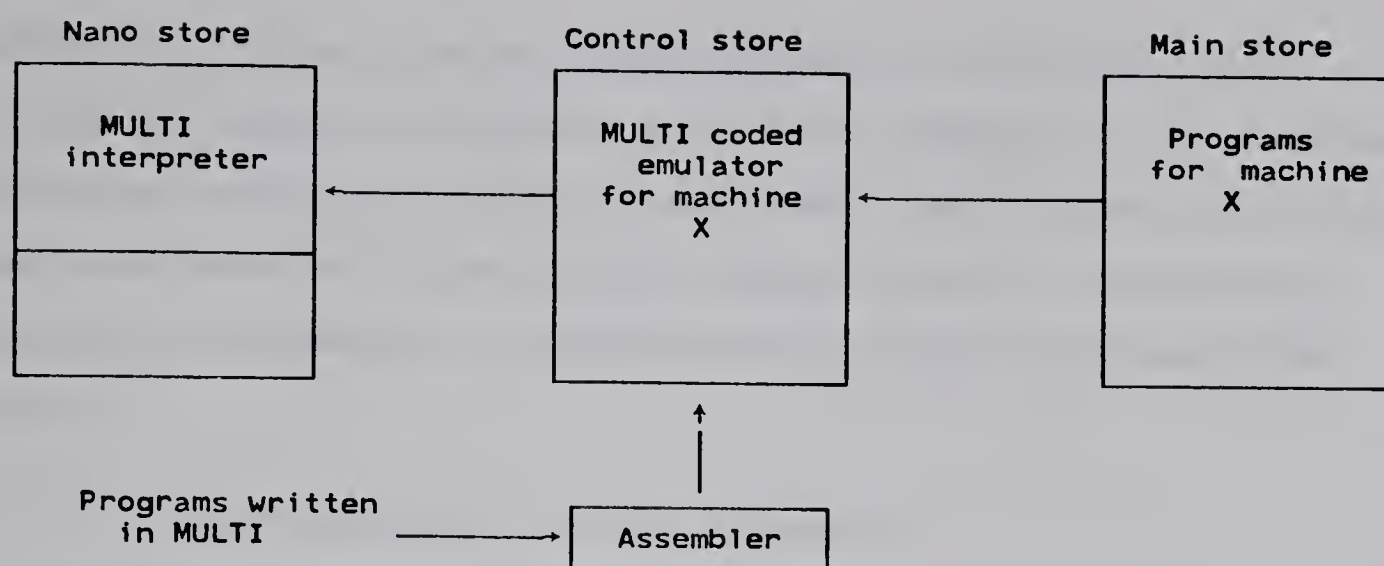 Nano store
Control store
Main store
MULTI
interpreter
MULTI coded
emulator
for machine
X
Programs
for machine
X
Programs written
in MULTI
Assembler